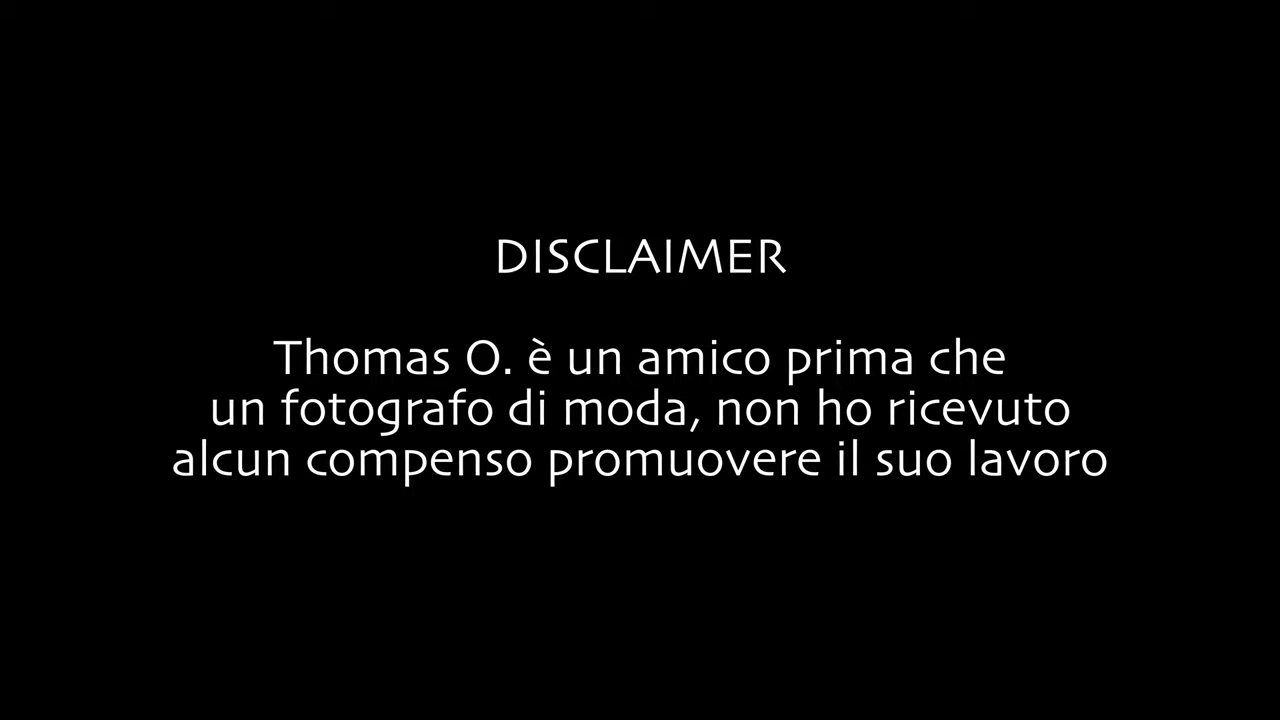 DISCLAIMER
Thomas O. è un amico prima che
un fotografo di moda, non ho ricevuto
alcun compenso promuovere il suo lavoro